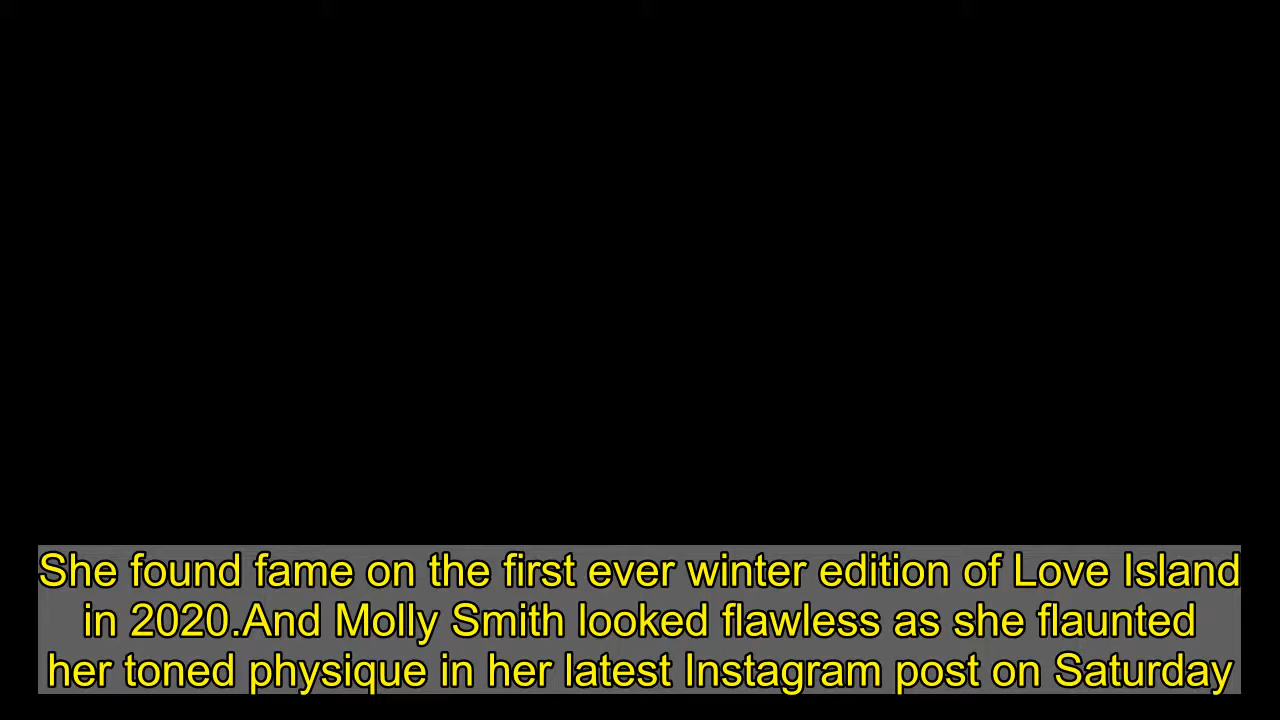 She found fame on the first ever winter edition of Love Island
in 2020.And Molly Smith looked flawless as she flaunted
her toned physique in her latest Instagram post on Saturday